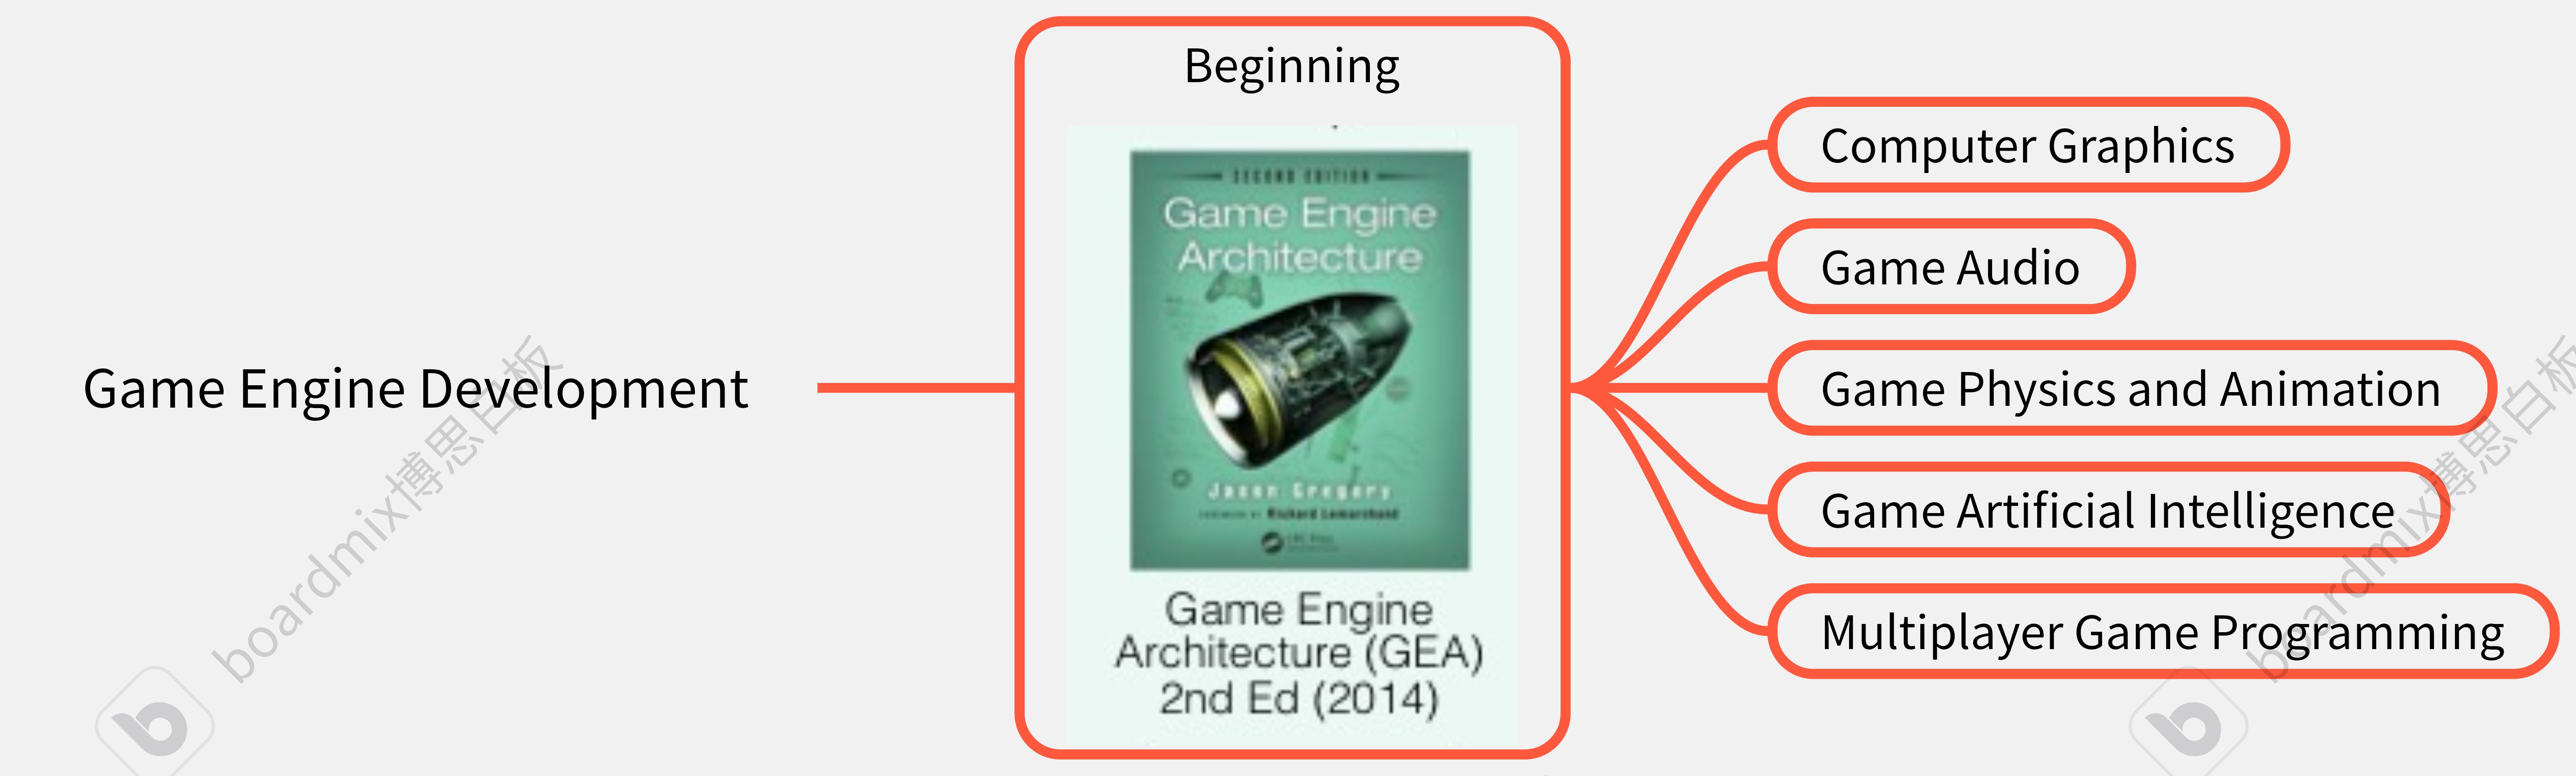 Beginning
SECOND EDITION
Game Engine
Architecture
Jason Gregory
FOREWORD BY Richard Lemarchand
CRC Press
Game Engine
Architecture (GEA)
2nd Ed (2014)
Game Engine Development
Computer Graphics
Game Audio
Game Physics and Animation
Game Artificial Intelligence
Multiplayer Game Programming
boardmix博思白板
boardmix博思白板